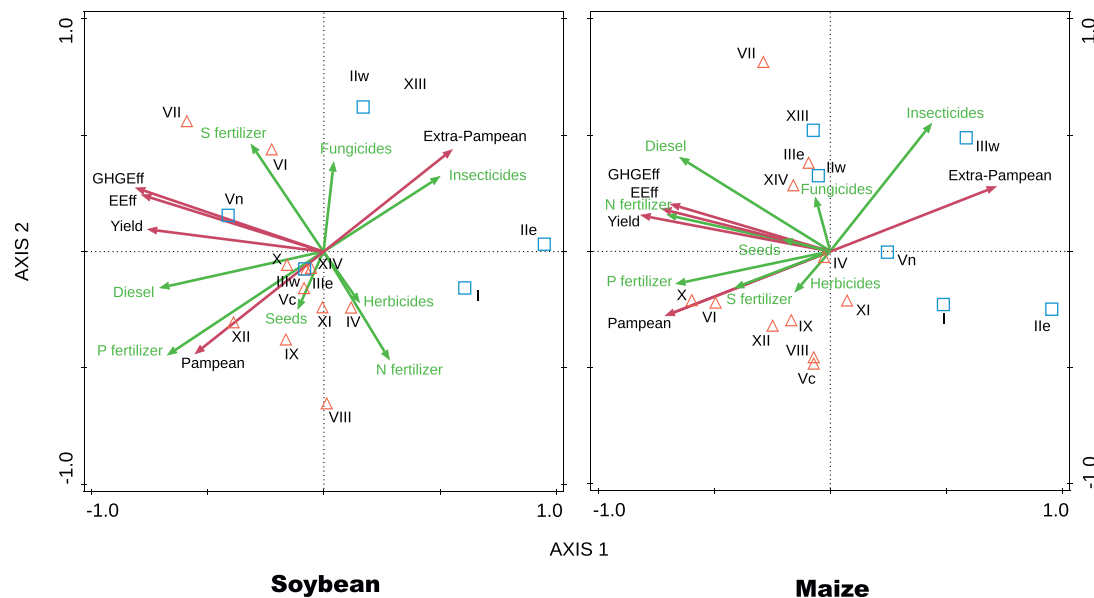 1.0
IIw
XIII
VII
S fertilizer
VI
Fungicides
Extra-Pampean
Insecticides
GHGEff
EEff
Yield
Vn
IIe
X
XIV
Diesel
IIIw
IIIe
Vc
Seeds
Herbicides
I
XI
IV
XII
P fertilizer
Pampean
IX
N fertilizer
VIII
AXIS 2
-1.0
-1.0
1.0
VII
1.0
XIII
Insecticides
Diesel
IIIe
IIw
IIIw
GHGEff
EEff
XIV
Fungicides
Extra-Pampean
N fertilizer
Yield
Seeds
IV
Vn
P fertilizer
Herbicides
X
VI
S fertilizer
XI
Pampean
XII
IX
I
IIe
VIII
Vc
-1.0
-1.0
1.0
AXIS 1
Soybean
Maize